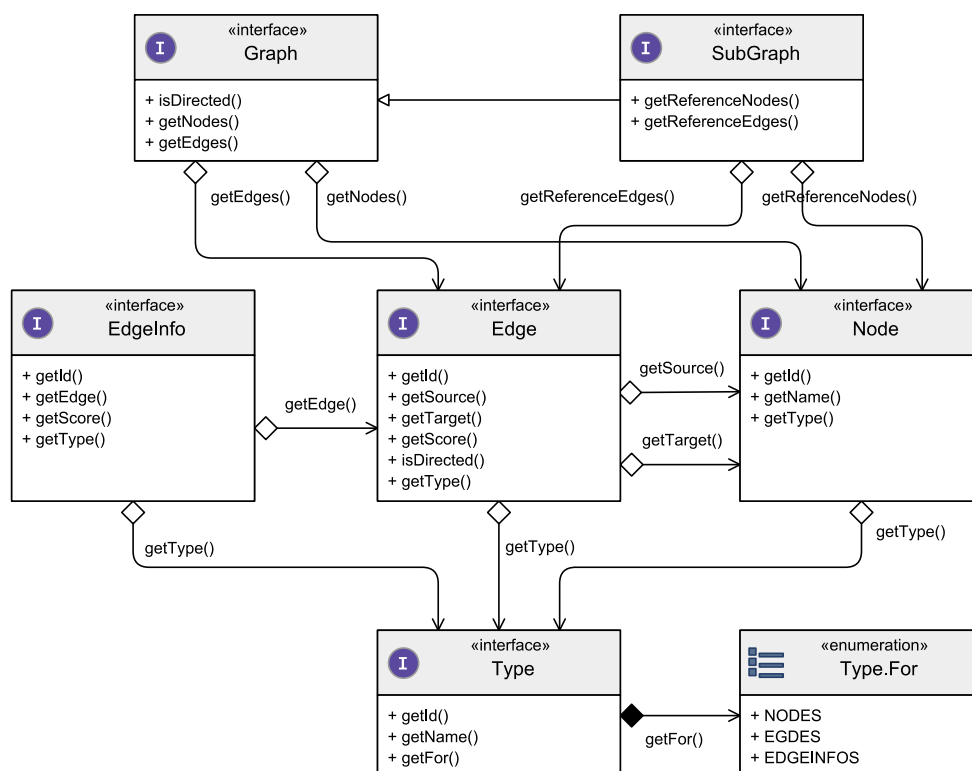 «interface»
I
Graph
+ isDirected()
+ getNodes()
+ getEdges()
«interface»
I
SubGraph
+ getReferenceNodes()
+ getReferenceEdges()
getEdges()
getNodes()
getReferenceEdges()
getReferenceNodes()
«interface»
I
EdgeInfo
+ getId()
+ getEdge()
+ getScore()
+ getType()
getEdge()
«interface»
I
Edge
+ getId()
+ getSource()
+ getTarget()
+ getScore()
+ isDirected()
+ getType()
getSource()
getTarget()
«interface»
I
Node
+ getId()
+ getName()
+ getType()
getType()
getType()
getType()
«interface»
I
Type
+ getId()
+ getName()
+ getFor()
getFor()
«enumeration»
Type.For
+ NODES
+ EGDES
+ EDGEINFOS